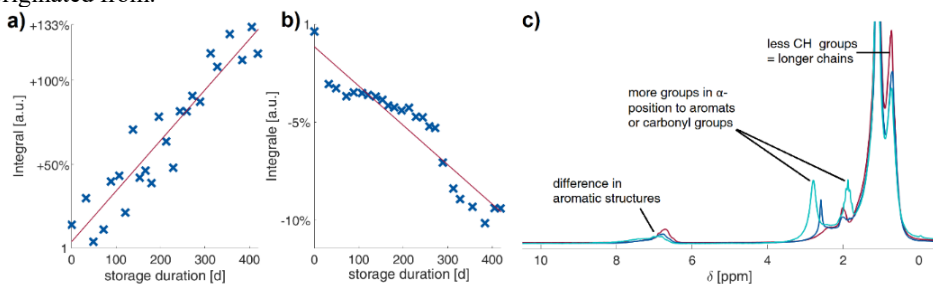 originated from.
a)
+133%
+100%
+50%
1
Integral [a.u.]
0
100
200
300
400
storage duration [d]
b)
1
-5%
-10%
Integrale [a.u.]
0
100
200
300
400
storage duration [d]
c)
less CH groups
= longer chains
more groups in α-
position to aromats
or carbonyl groups
difference in
aromatic structures
10
8
6
4
2
0
δ [ppm]